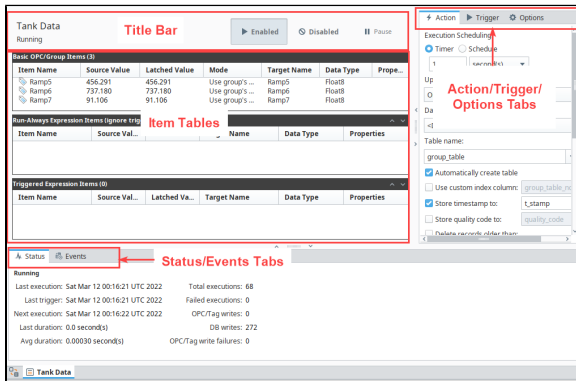 Tank Data
Running
Title Bar
Enabled
Disabled
Pause
Action
Trigger
Options
Execution Scheduling
Timer
Schedule
1
second(s)
Action/Trigger/
Options Tabs
Table name:
group_table
Automatically create table
Use custom index column:
Store timestamp to: t_stamp
Store quality code to: quality_code
Delete records older than:
Basic OPC/Group Items (3)
Item Name Source Value Latched Value Mode Target Name Data Type Prope...
Ramp5 456.291 456.291 Use group's ... Ramp5 Float8
Ramp6 737.180 737.180 Use group's ... Ramp6 Float8
Ramp7 91.106 91.106 Use group's ... Ramp7 Float8
Item Tables
Run-Always Expression Items (ignore trig
Item Name Source Val... Name Data Type Properties
Triggered Expression Items (0)
Item Name Source Val... Latched Va... Target Name Data Type Properties
Status
Events
Status/Events Tabs
Running
Last execution: Sat Mar 12 00:16:21 UTC 2022 Total executions: 68
Last trigger: Sat Mar 12 00:16:21 UTC 2022 Failed executions: 0
Next execution: Sat Mar 12 00:16:22 UTC 2022 OPC/Tag writes: 0
Last duration: 0.0 second(s) DB writes: 272
Avg duration: 0.00030 second(s) OPC/Tag write failures: 0
Tank Data